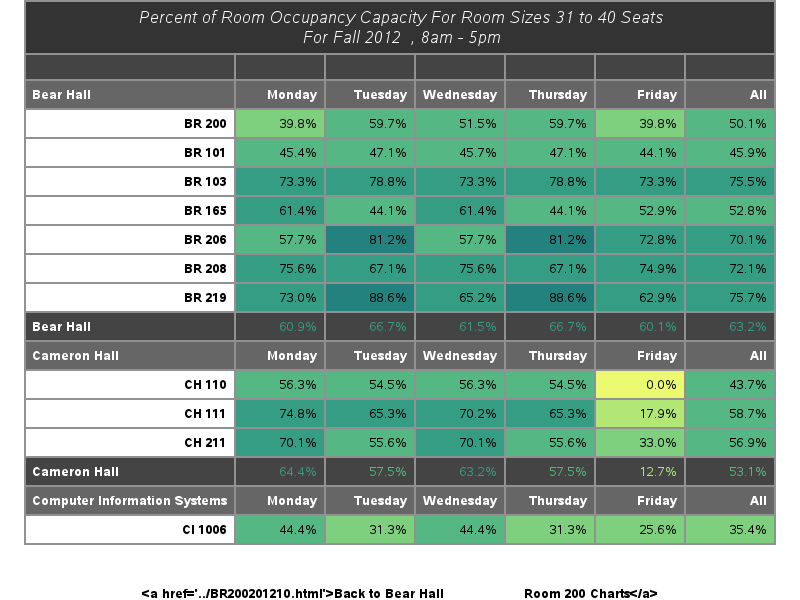 Percent of Room Occupancy Capacity For Room Sizes 31 to 40 Seats
For Fall 2012 , 8am - 5pm
Bear Hall Monday Tuesday Wednesday Thursday Friday All
BR 200 39.8% 59.7% 51.5% 59.7% 39.8% 50.1%
BR 101 45.4% 47.1% 45.7% 47.1% 44.1% 45.9%
BR 103 73.3% 78.8% 73.3% 78.8% 73.3% 75.5%
BR 165 61.4% 44.1% 61.4% 44.1% 52.9% 52.8%
BR 206 57.7% 81.2% 57.7% 81.2% 72.8% 70.1%
BR 208 75.6% 67.1% 75.6% 67.1% 74.9% 72.1%
BR 219 73.0% 88.6% 65.2% 88.6% 62.9% 75.7%
Bear Hall 60.9% 66.7% 61.5% 66.7% 60.1% 63.2%
Cameron Hall Monday Tuesday Wednesday Thursday Friday All
CH 110 56.3% 54.5% 56.3% 54.5% 0.0% 43.7%
CH 111 74.8% 65.3% 70.2% 65.3% 17.9% 58.7%
CH 211 70.1% 55.6% 70.1% 55.6% 33.0% 56.9%
Cameron Hall 64.4% 57.5% 63.2% 57.5% 12.7% 53.1%
Computer Information Systems Monday Tuesday Wednesday Thursday Friday All
CI 1006 44.4% 31.3% 44.4% 31.3% 25.6% 35.4%
<a href='../BR200201210.html'>Back to Bear Hall Room 200 Charts</a>